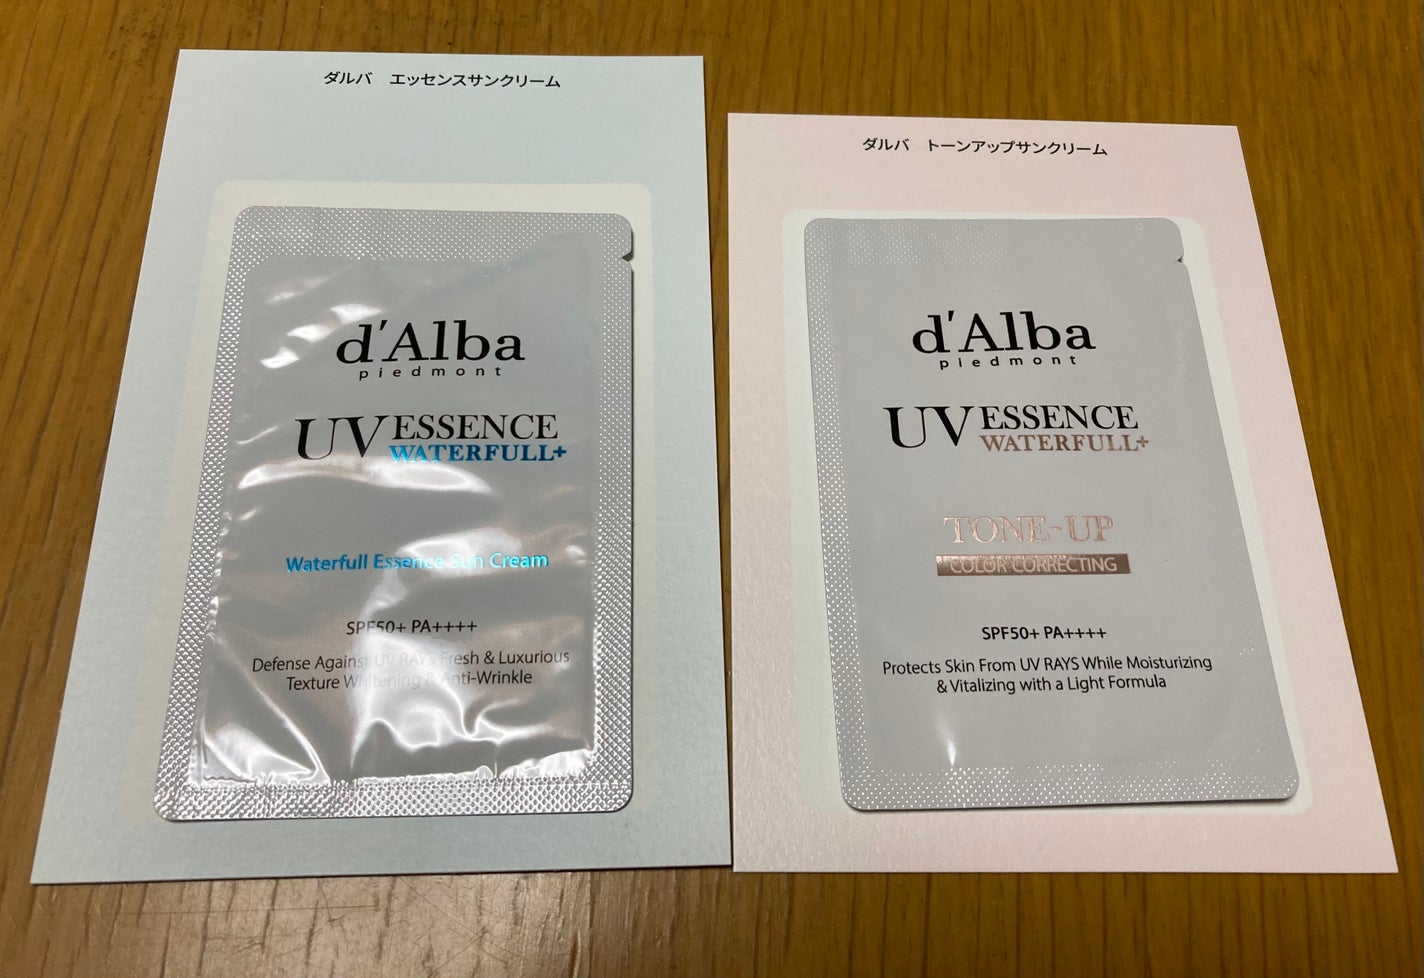 ダルバ　エッセンスサンクリーム
d'Alba
piedmont
UV ESSENCE
WATERFULL+
Waterfull Essence Sun Cream
SPF50+ PA++++
Defense Against UV RAYS Fresh & Luxurious
Texture Whitening & Anti-Wrinkle
ダルバ　トーンアップサンクリーム
d'Alba
piedmont
UV ESSENCE
WATERFULL+
TONE-UP
COLOR CORRECTING
SPF50+ PA++++
Protects Skin From UV RAYS While Moisturizing
& Vitalizing with a Light Formula